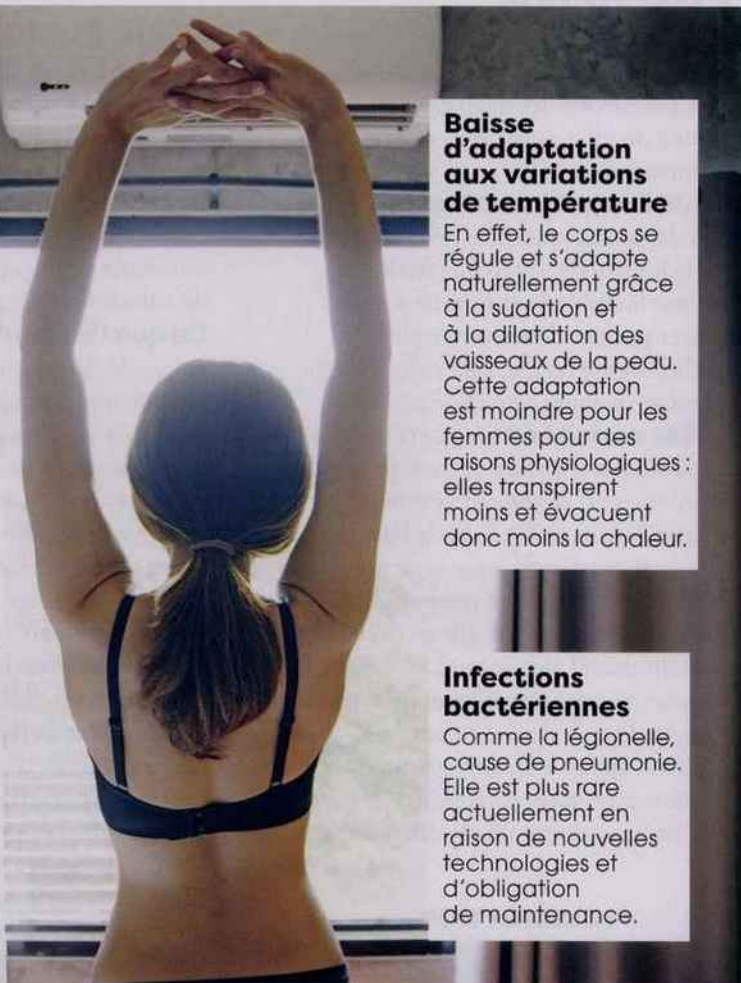 Baisse
d'adaptation
aux variations
de température
En effet, le corps se
régule et s'adapte
naturellement grâce
à la sudation et
à la dilatation des
vaisseaux de la peau.
Cette adaptation
est moindre pour les
femmes pour des
raisons physiologiques :
elles transpirent
moins et évacuent
donc moins la chaleur.
Infections
bactériennes
Comme la légionelle,
cause de pneumonie.
Elle est plus rare
actuellement en
raison de nouvelles
technologies et
d'obligation
de maintenance.